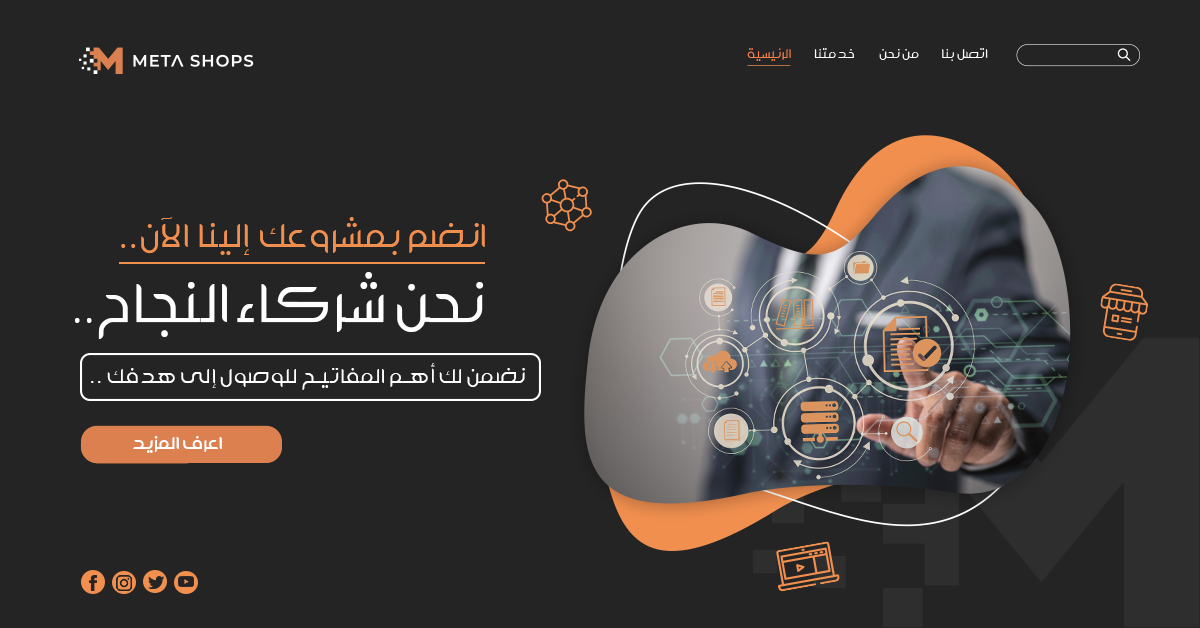 META SHOPS
الرئيسية
خدمتنا
من نحن
اتصل بنا
انضم بمشروعك إلينا الآن..
نحن شركاء النجاح..
نضمن لك أهم المفاتيح للوصول إلى هدفك ..
اعرف المزيد